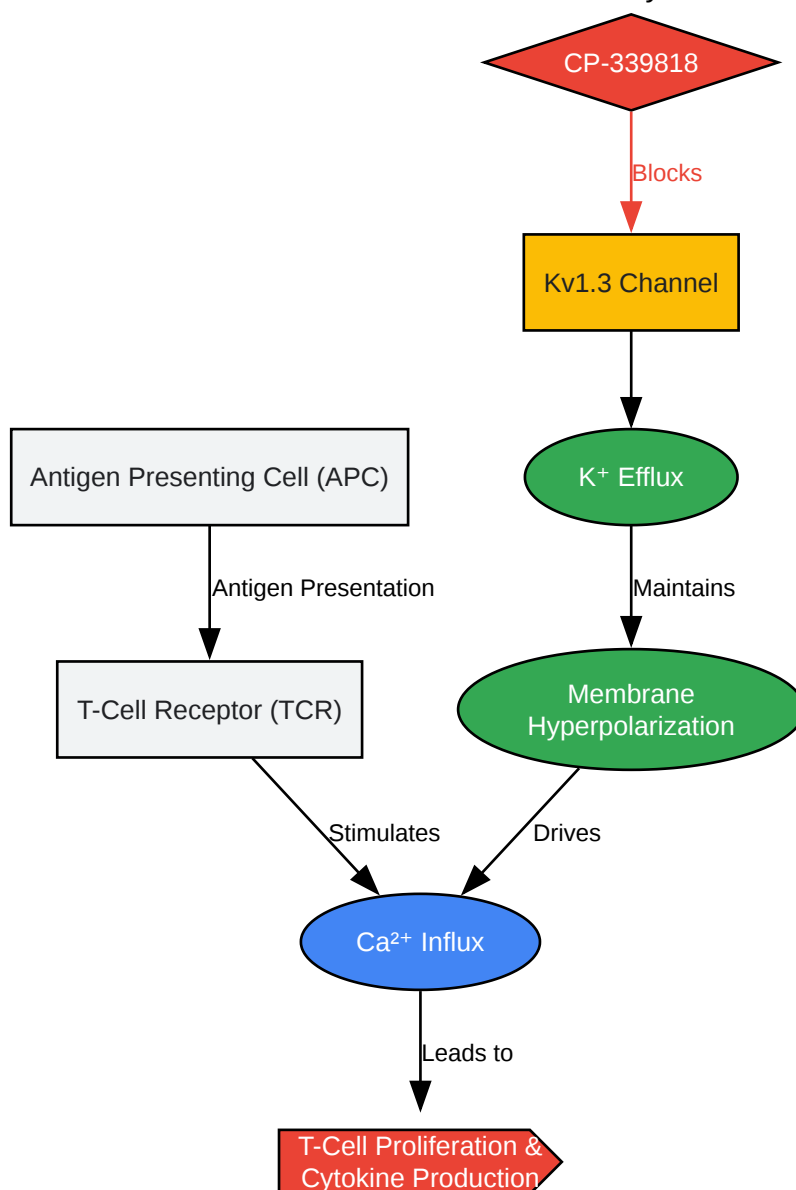 CP-339818
Blocks
Kv1.3 Channel
Antigen Presenting Cell (APC)
K⁺ Efflux
Antigen Presentation
Maintains
T-Cell Receptor (TCR)
Membrane
Hyperpolarization
Stimulates
Drives
Ca²⁺ Influx
Leads to
T-Cell Proliferation &
Cytokine Production